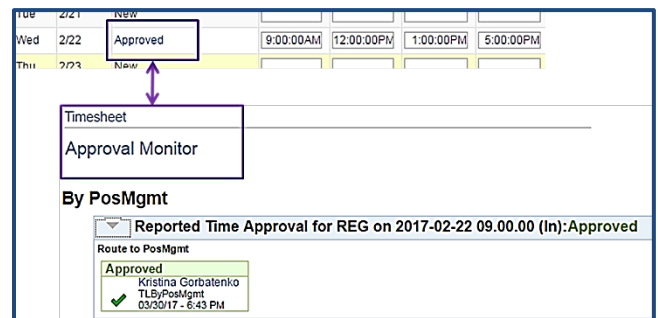 Tue 2/21 New
Wed 2/22 Approved 9:00:00AM 12:00:00PM 1:00:00PM 5:00:00PM
Thu 2/23 New
Timesheet
Approval Monitor
By PosMgmt
Reported Time Approval for REG on 2017-02-22 09.00.00 (In):Approved
Route to PosMgmt
Approved
Kristina Gorbatenko
TLByPosMgmt
03/30/17 - 6:43 PM